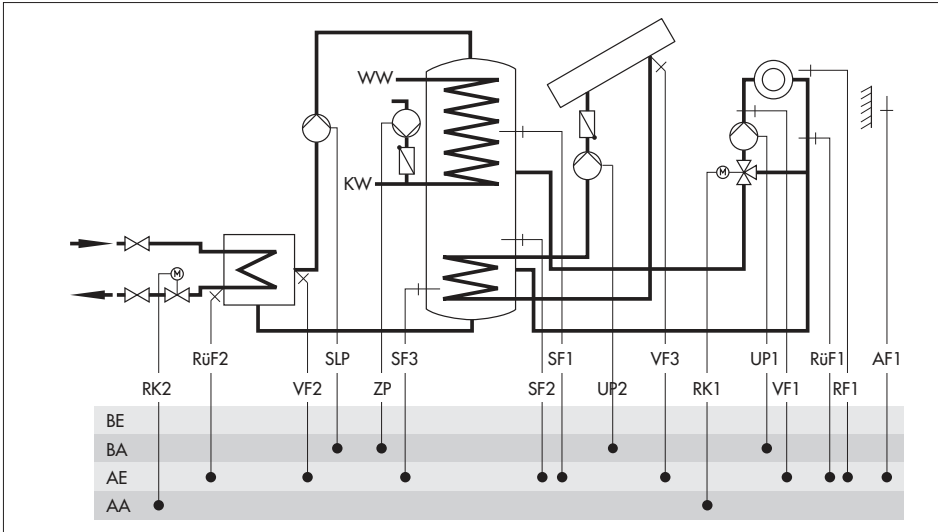 WW
KW
M
M
RüF2 SLP SF3 SF1 VF3 UP1 RüF1 AF1
RK2 VF2 ZP SF2 UP2 RK1 VF1 RF1
BE
BA
AE
AA